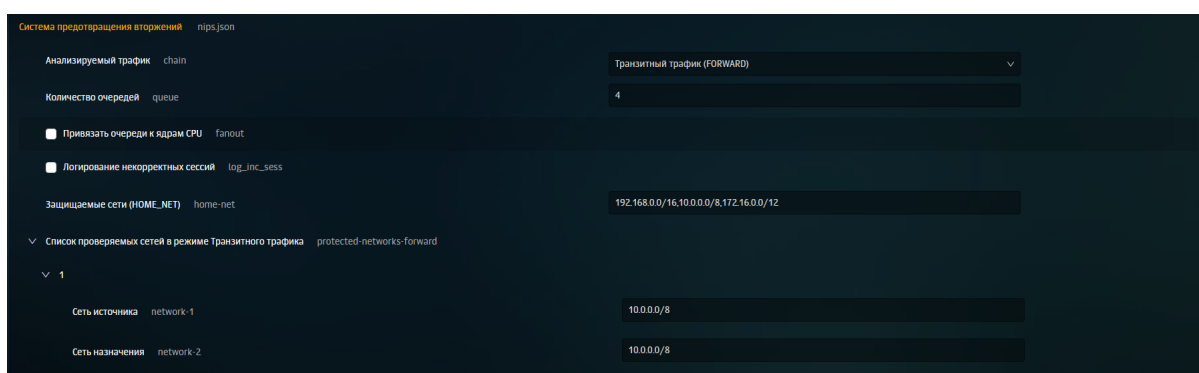 Система предотвращения вторжений nips.json
Анализируемый трафик chain
Транзитный трафик (FORWARD)
Количество очередей queue
4
Привязать очереди к ядрам CPU fanout
Логирование некорректных сессий log_inc_sess
Защищаемые сети (HOME_NET) home-net
192.168.0.0/16,10.0.0.0/8,172.16.0.0/12
Список проверяемых сетей в режиме Транзитного трафика protected-networks-forward
1
Сеть источника network-1
10.0.0.0/8
Сеть назначения network-2
10.0.0.0/8